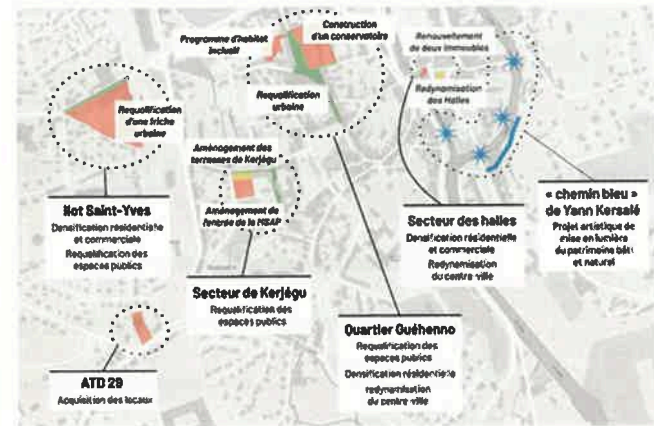 Programme d'habitat
inclusif
Construction
d'un conservatoire
Requalification
urbaine
Renouvellement
de deux immeubles
Redynamisation
des Halles
Requalification
d'une friche
urbaine
Aménagement des
terrasses de Kerjégu
Aménagement de
l'entrée de la MSAP
Ilot Saint-Yves
Densification résidentielle
et commerciale
Requalification des
espaces publics
Secteur de Kerjégu
Requalification des
espaces publics
ATD 29
Acquisition des locaux
Quartier Guéhenno
Requalification des
espaces publics
Densification résidentielle
redynamisation
du centre-ville
Secteur des halles
Densification résidentielle
et commerciale
Redynamisation
du centre-ville
« chemin bleu »
de Yann Kersalé
Projet artistique de
mise en lumière
du patrimoine bâti
et naturel